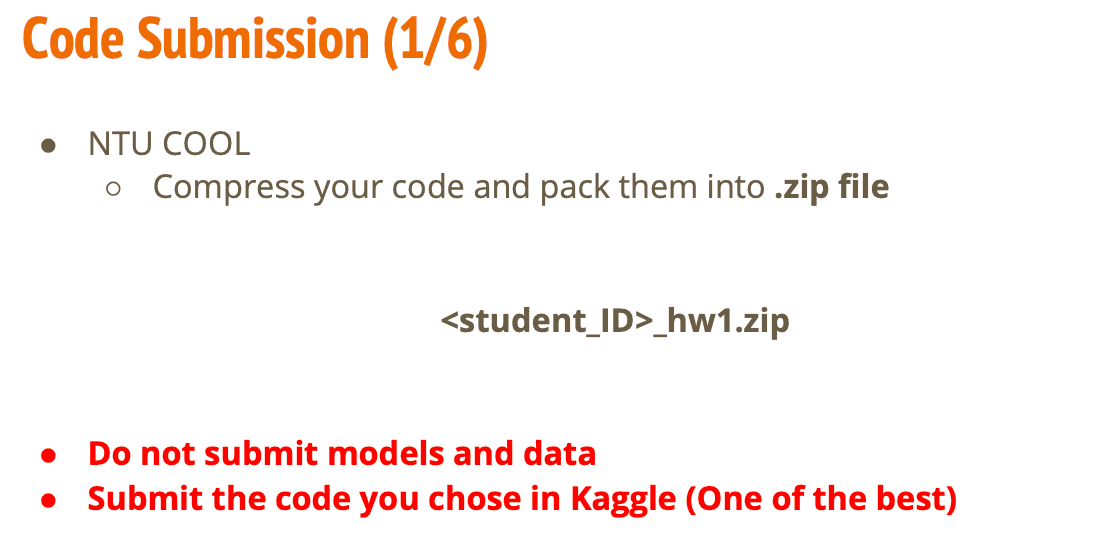 Code Submission (1/6)
● NTU COOL
○ Compress your code and pack them into .zip file
<student_ID>_hw1.zip
● Do not submit models and data
● Submit the code you chose in Kaggle (One of the best)